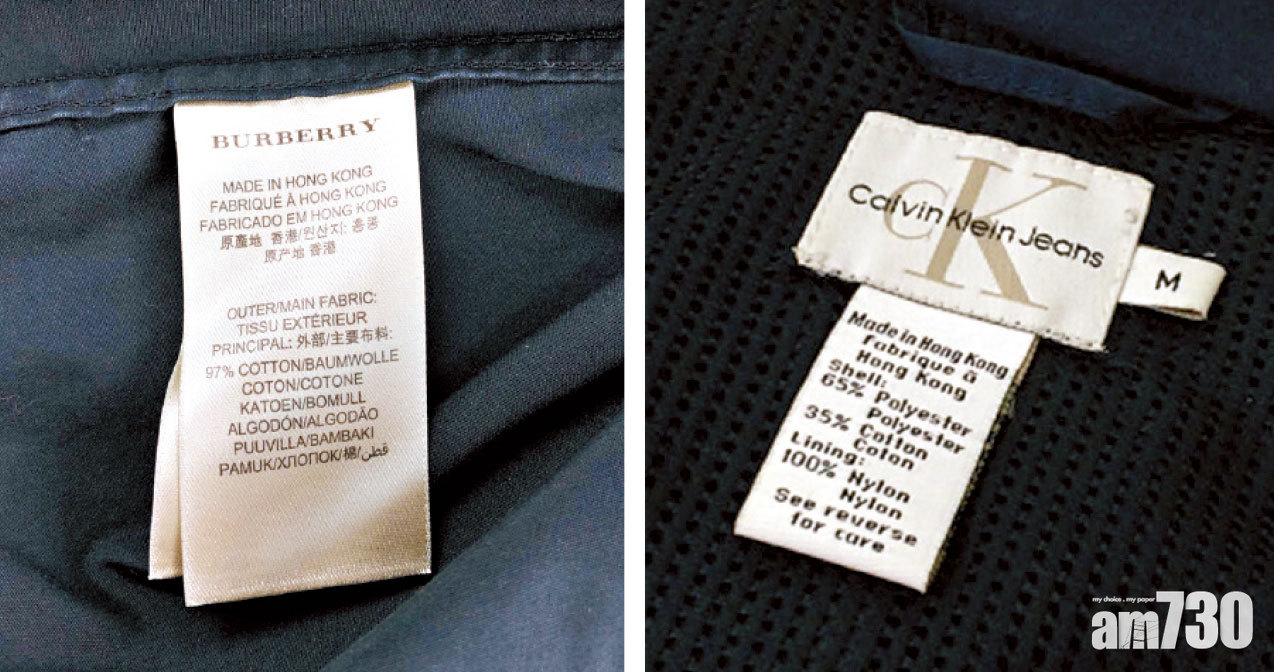 BURBERRY
MADE IN HONG KONG
FABRIQUÉ À HONG KONG
FABRICADO EM HONG KONG
原產地 香港/원산지: 홍콩
原产地 香港
OUTER/MAIN FABRIC:
TISSU EXTÉRIEUR
PRINCIPAL: 外部/主要布料:
97% COTTON/BAUMWOLLE
COTON/COTONE
KATOEN/BOMULL
ALGODÓN/ALGODÃO
PUUVILLA/BAMBAKI
PAMUK/ХЛОПОК/棉/قطن
cK
Calvin Klein Jeans
M
Made in Hong Kong
Fabrique a
Hong Kong
Shell:
65% Polyester
Polyester
35% Cotton
Coton
Lining:
100% Nylon
Nylon
See reverse
for care
my choice . my paper
am730